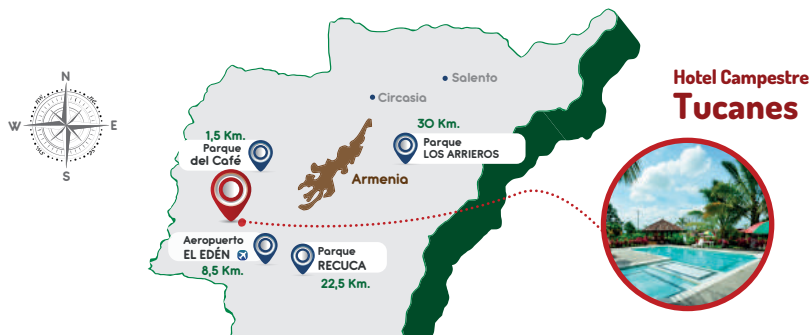 N
W
E
S
Salento
Circasia
1,5 Km.
Parque
del Café
30 Km.
Parque
LOS ARRIEROS
Armenia
Aeropuerto
EL EDÉN
8,5 Km.
Parque
RECUCA
22,5 Km.
Hotel Campestre
Tucanes